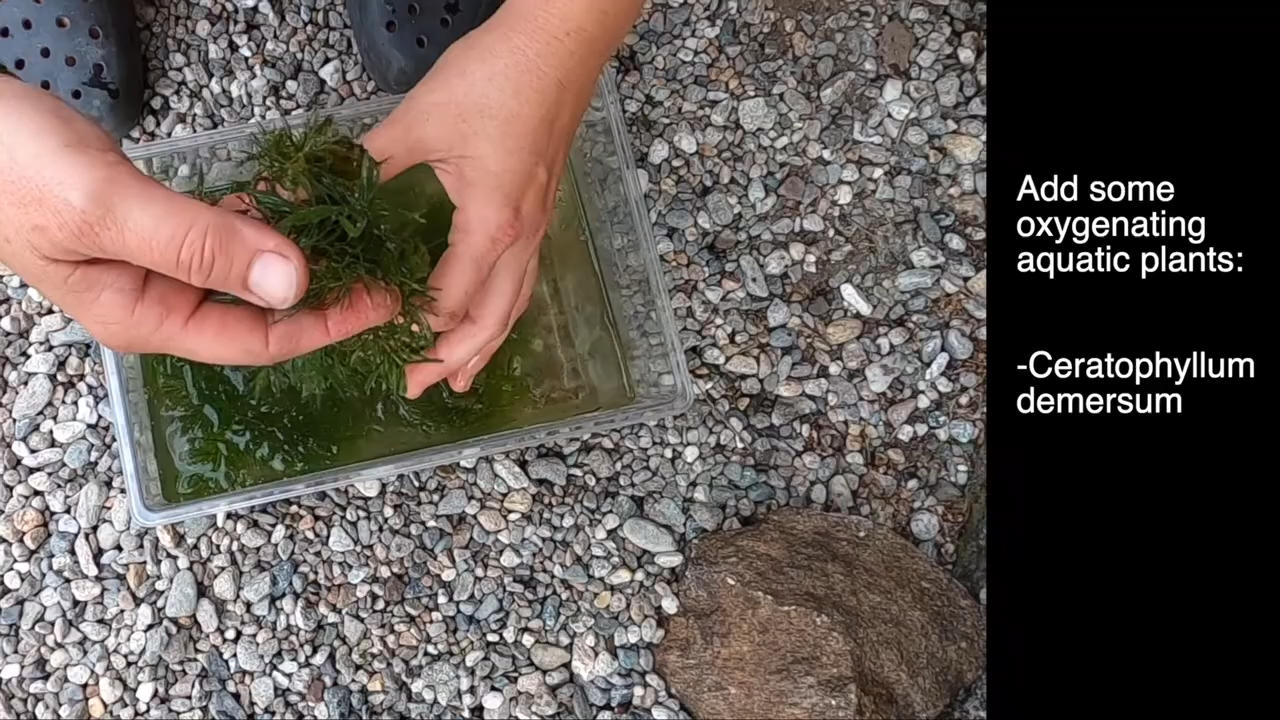 Add some
oxygenating
aquatic plants:
-Ceratophyllum
demersum